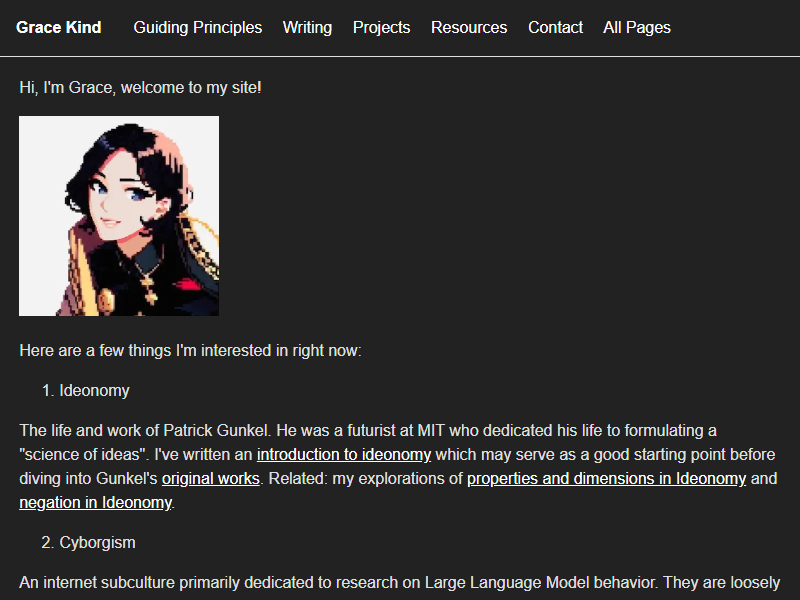 Grace Kind Guiding Principles Writing Projects Resources Contact All Pages
Hi, I'm Grace, welcome to my site!
Here are a few things I'm interested in right now:
1. Ideonomy
The life and work of Patrick Gunkel. He was a futurist at MIT who dedicated his life to formulating a
"science of ideas". I've written an introduction to ideonomy which may serve as a good starting point before
diving into Gunkel's original works. Related: my explorations of properties and dimensions in Ideonomy and
negation in Ideonomy.
2. Cyborgism
An internet subculture primarily dedicated to research on Large Language Model behavior. They are loosely